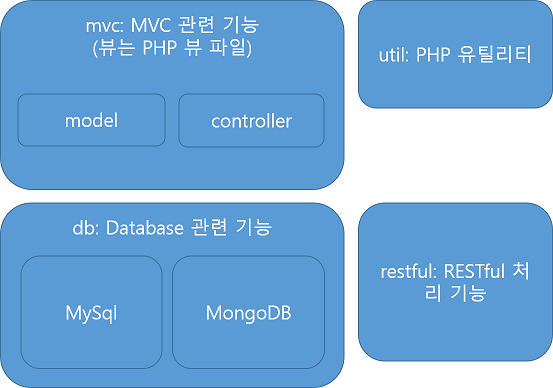 mvc: MVC 관련 기능
(뷰는 PHP 뷰 파일)
model
controller
util: PHP 유틸리티
db: Database 관련 기능
MySql
MongoDB
restful: RESTful 처
리 기능